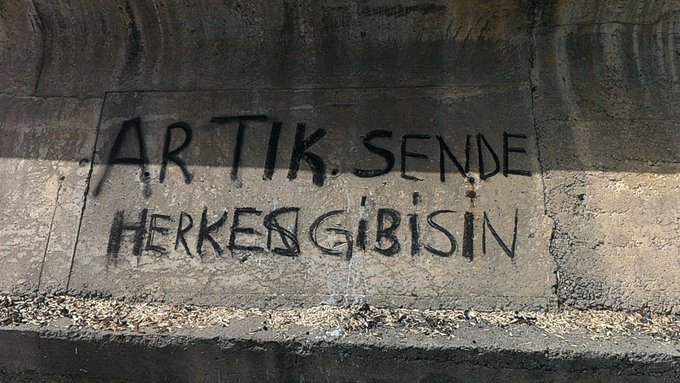 ARTIK. SENDE
HERKES GİBİSİN